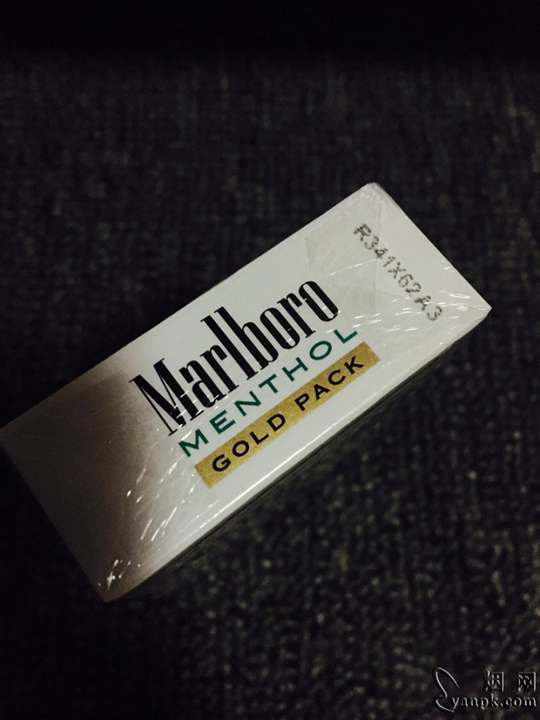 R341X62A3
Marlboro
MENTHOL
GOLD PACK
烟网
yanpk.com